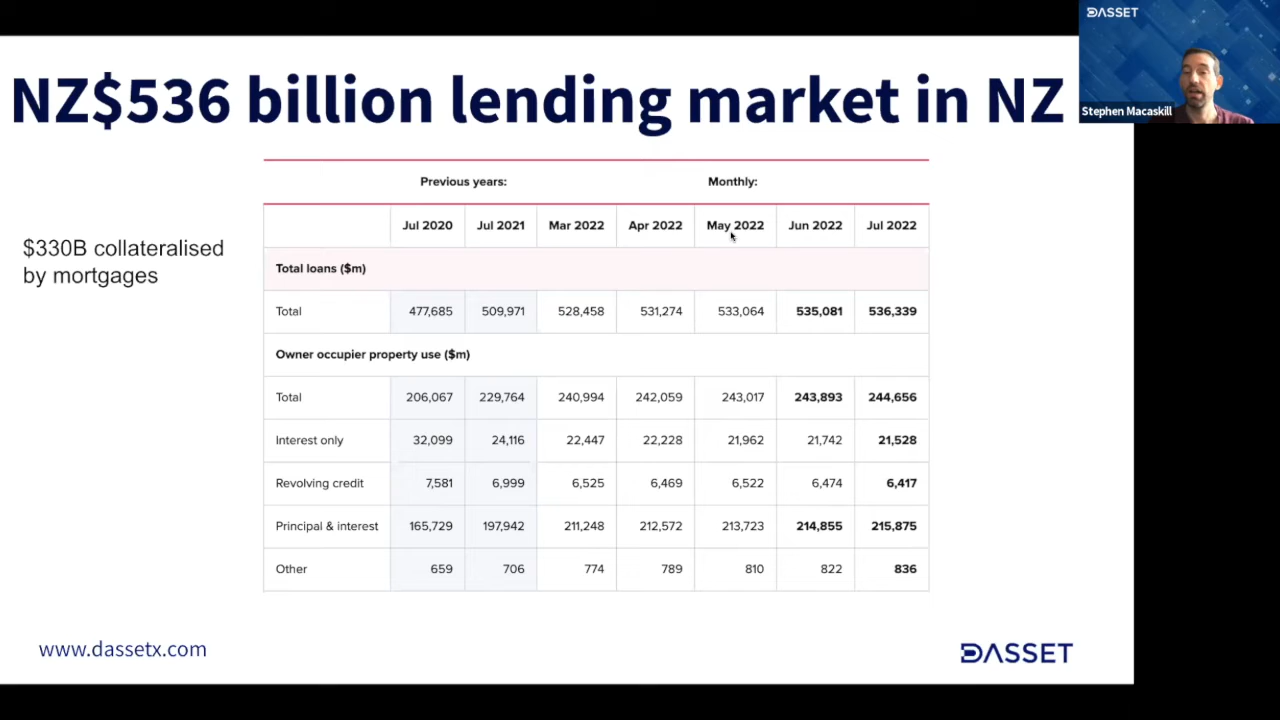 DASSET
NZ$536 billion lending market in NZ
Stephen Macaskill
$330B collateralised
by mortgages
Previous years: Monthly:
Jul 2020 Jul 2021 Mar 2022 Apr 2022 May 2022 Jun 2022 Jul 2022
Total loans ($m)
Total 477,685 509,971 528,458 531,274 533,064 535,081 536,339
Owner occupier property use ($m)
Total 206,067 229,764 240,994 242,059 243,017 243,893 244,656
Interest only 32,099 24,116 22,447 22,228 21,962 21,742 21,528
Revolving credit 7,581 6,999 6,525 6,469 6,522 6,474 6,417
Principal & interest 165,729 197,942 211,248 212,572 213,723 214,855 215,875
Other 659 706 774 789 810 822 836
www.dassetx.com
DASSET